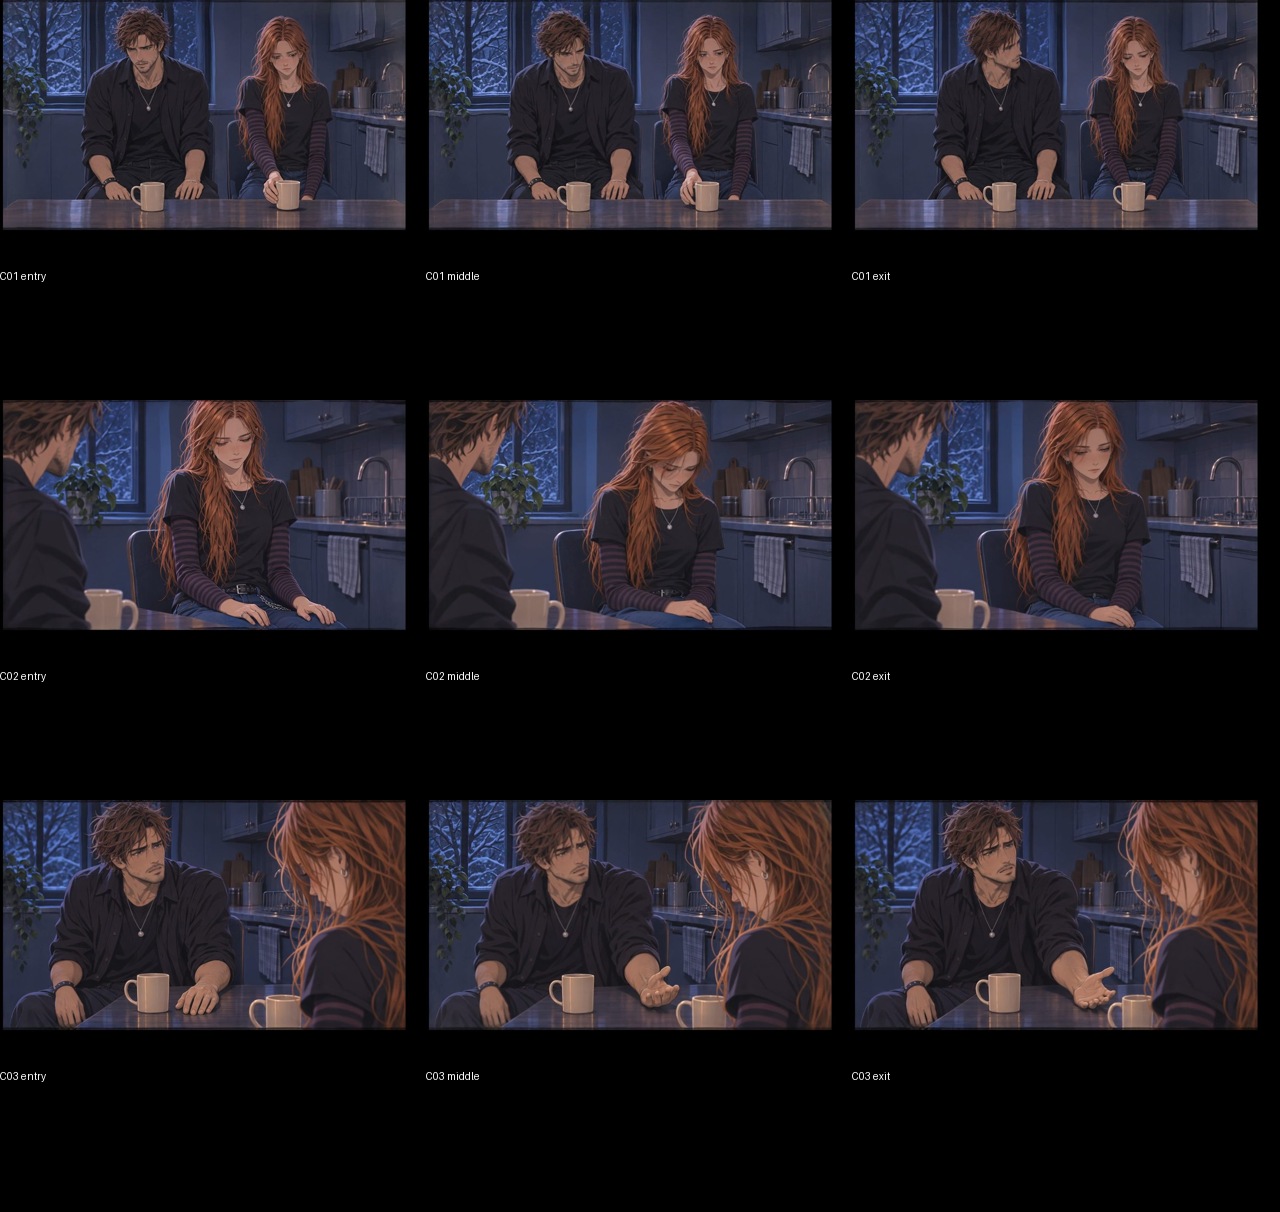 C01 entry
C01 middle
C01 exit
C02 entry
C02 middle
C02 exit
C03 entry
C03 middle
C03 exit